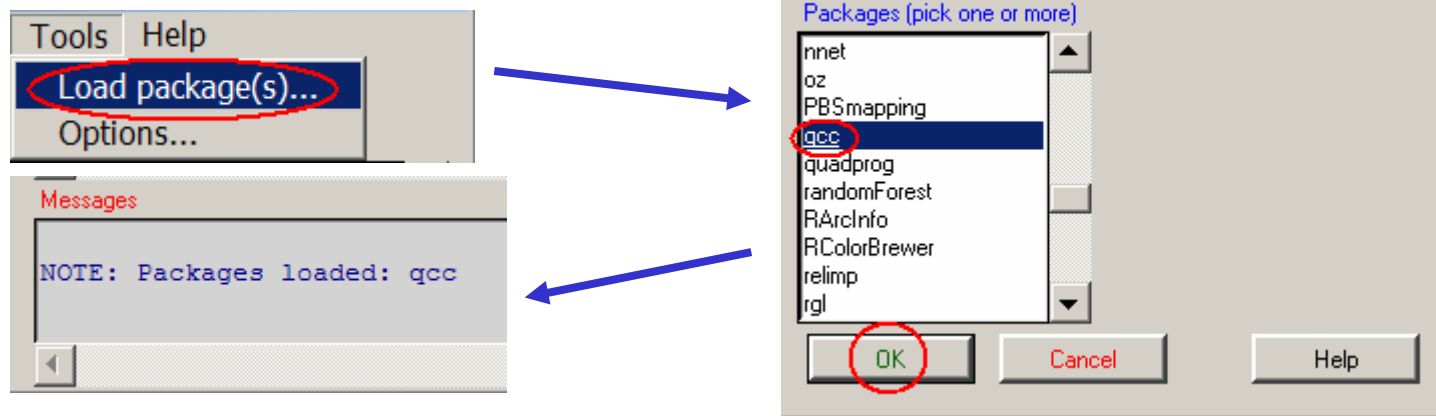 Tools Help
Load package(s)...
Options...
Packages (pick one or more)
nnet
oz
PBSmapping
qcc
quadprog
randomForest
RArcInfo
RColorBrewer
relimp
rgl
OK Cancel Help
Messages
NOTE: Packages loaded: qcc